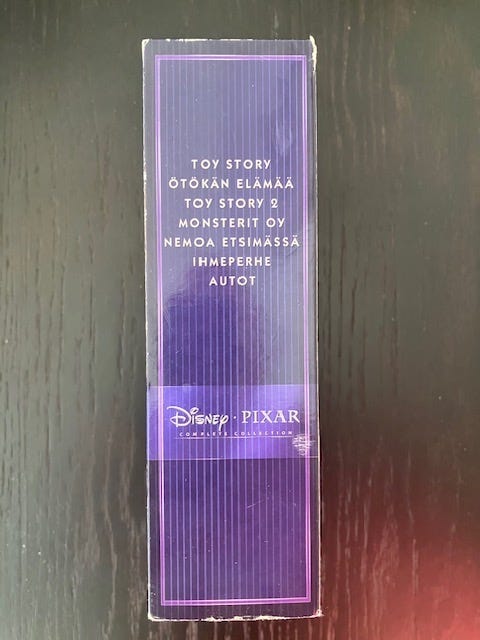 TOY STORY
ÖTÖKÄN ELÄMÄÄ
TOY STORY 2
MONSTERIT OY
NEMOA ETSIMÄSSÄ
IHMEPERHE
AUTOT
Disney · PIXAR
COMPLETE COLLECTION